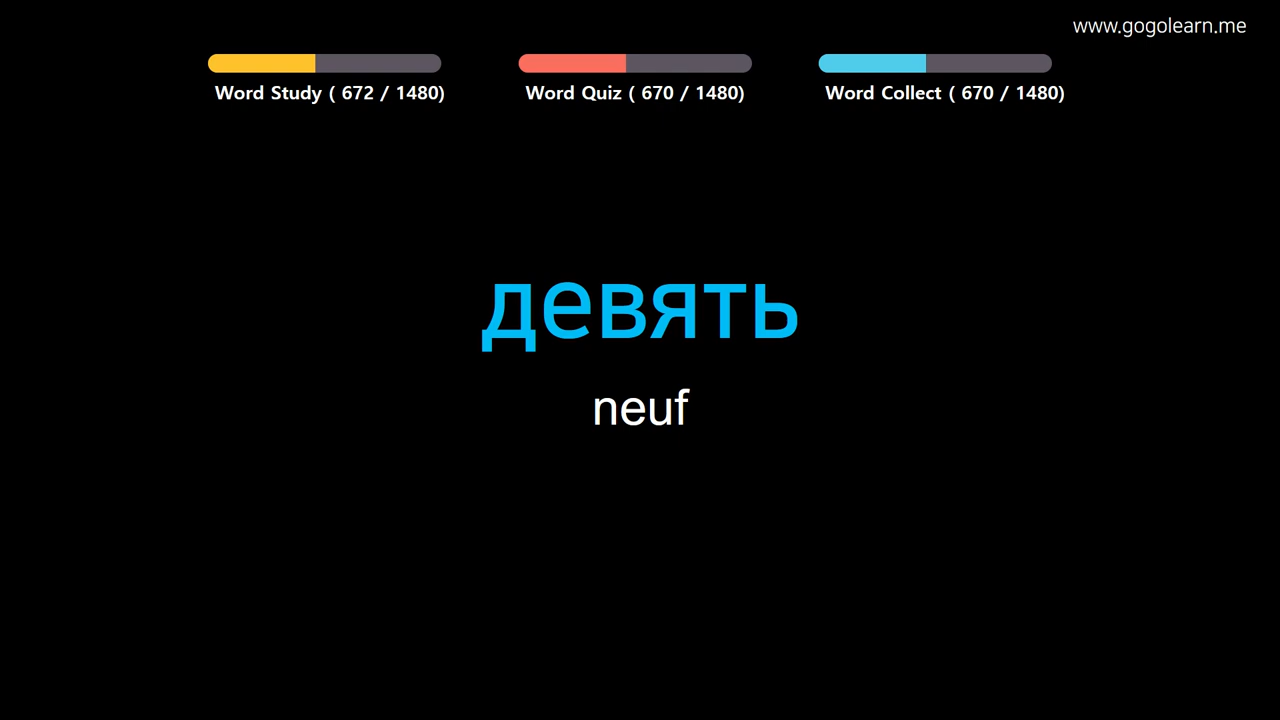 www.gogolearn.me
Word Study ( 672 / 1480)
Word Quiz ( 670 / 1480)
Word Collect ( 670 / 1480)
девять
neuf